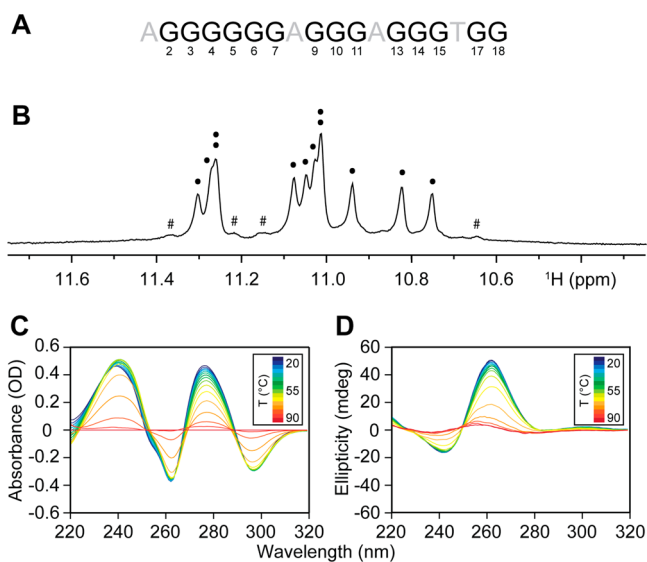 A
AGGGGGGAGGGAGGGTGG
2 3 4 5 6 7 9 10 11 13 14 15 17 18
B
# # # #
11.6 11.4 11.2 11.0 10.8 10.6 ¹H (ppm)
C
D
Absorbance (OD)
0.6
0.4
0.2
0
-0.2
-0.4
-0.6
T (°C)
20
55
90
220 240 260 280 300 320
Ellipticity (mdeg)
60
40
20
0
-20
-40
-60
T (°C)
20
55
90
220 240 260 280 300 320
Wavelength (nm)